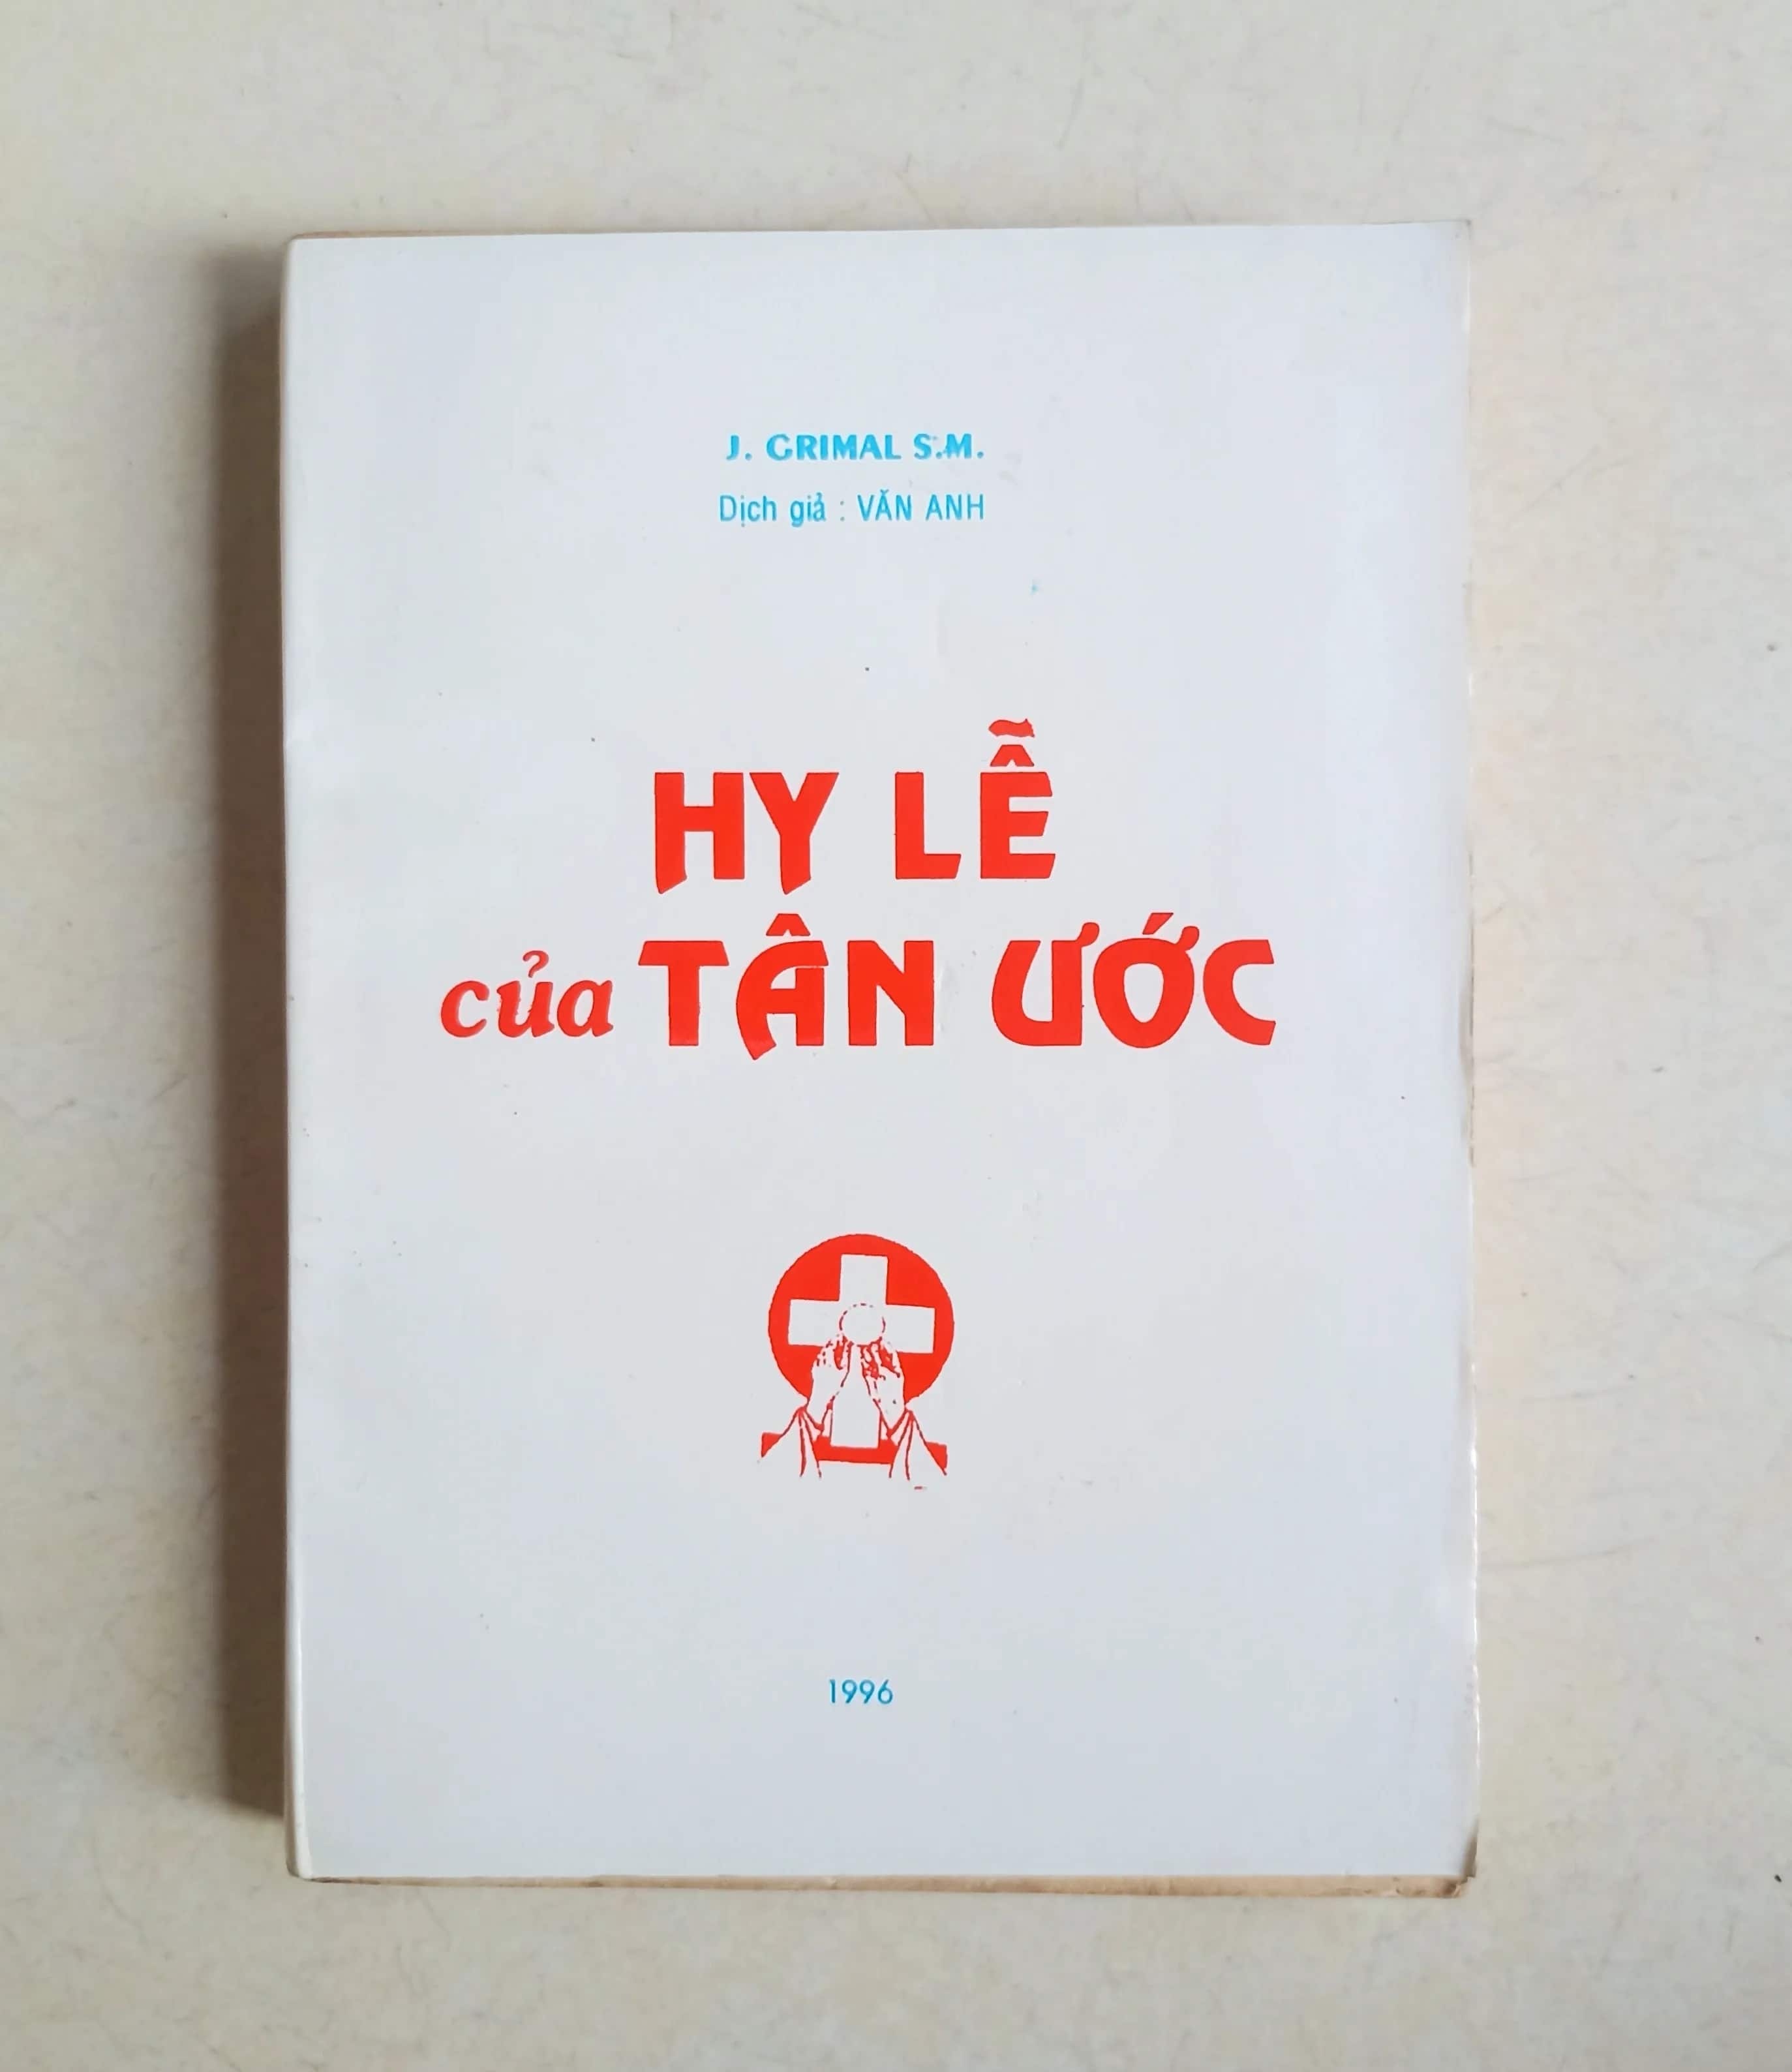 J. GRIMAL S.M.
Dịch giả : VĂN ANH
HY LỄ
của TÂN ƯỚC
1996